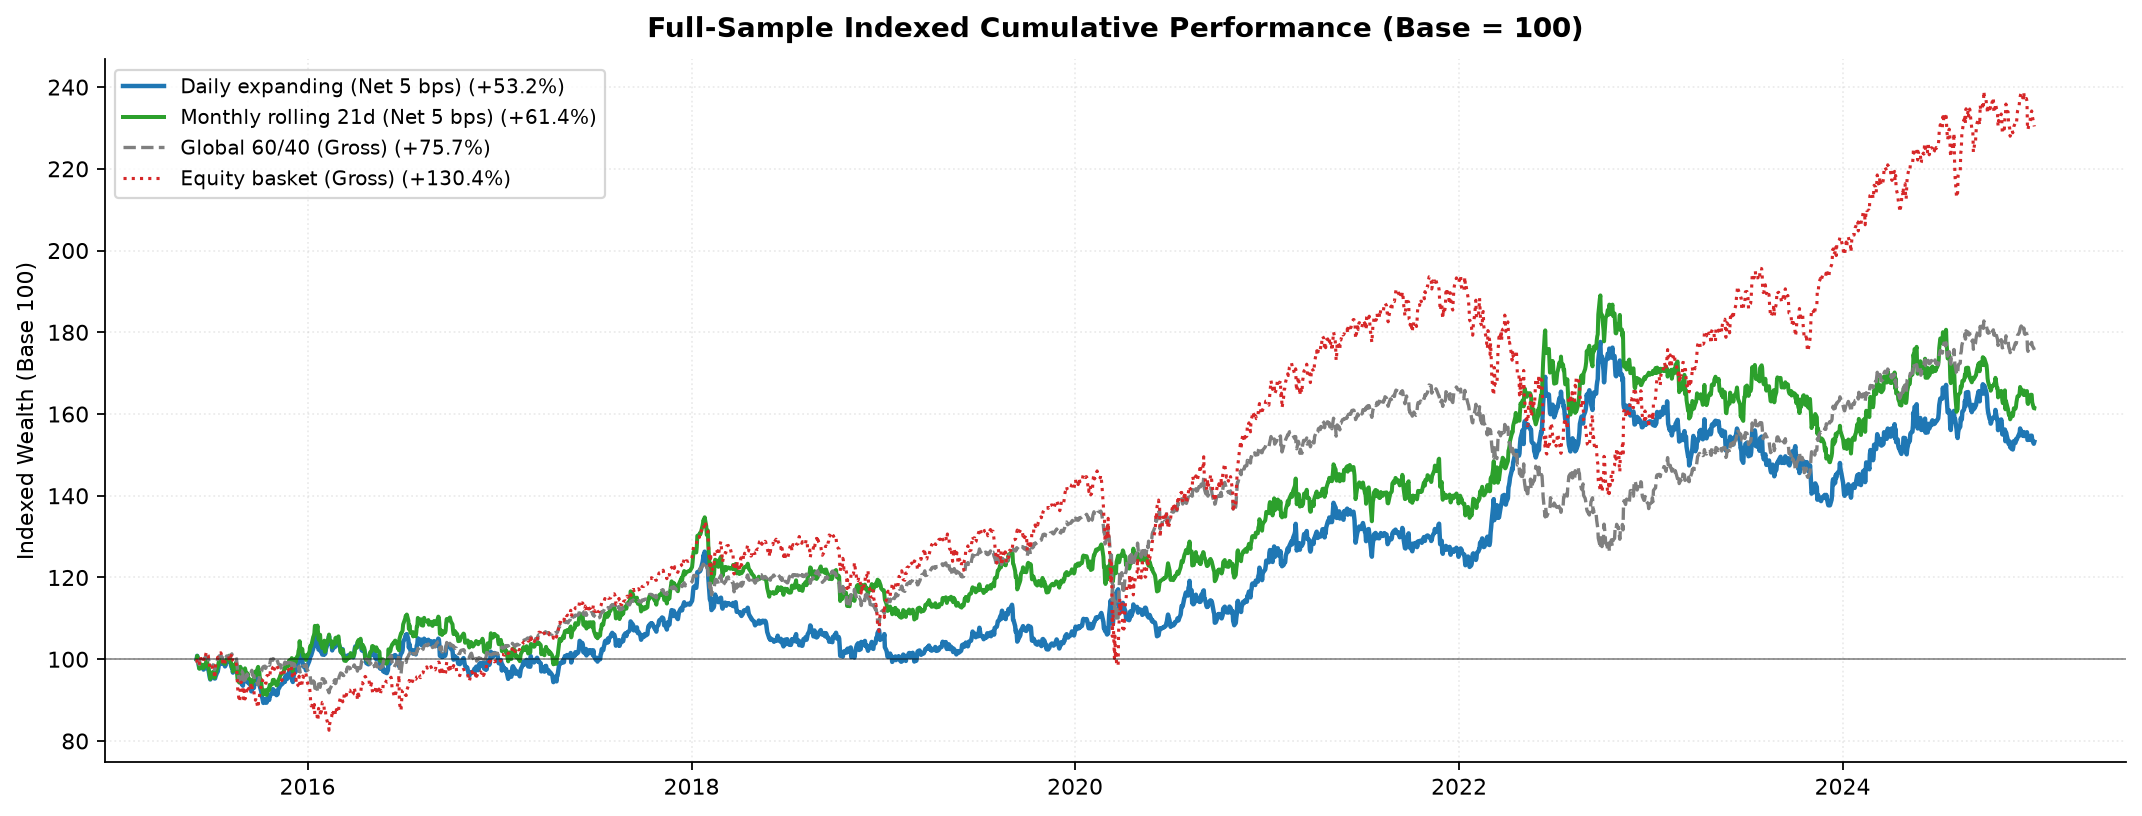 Full-Sample Indexed Cumulative Performance (Base = 100)
Daily expanding (Net 5 bps) (+53.2%)
Monthly rolling 21d (Net 5 bps) (+61.4%)
Global 60/40 (Gross) (+75.7%)
Equity basket (Gross) (+130.4%)
Indexed Wealth (Base 100)
240
220
200
180
160
140
120
100
80
2016
2018
2020
2022
2024